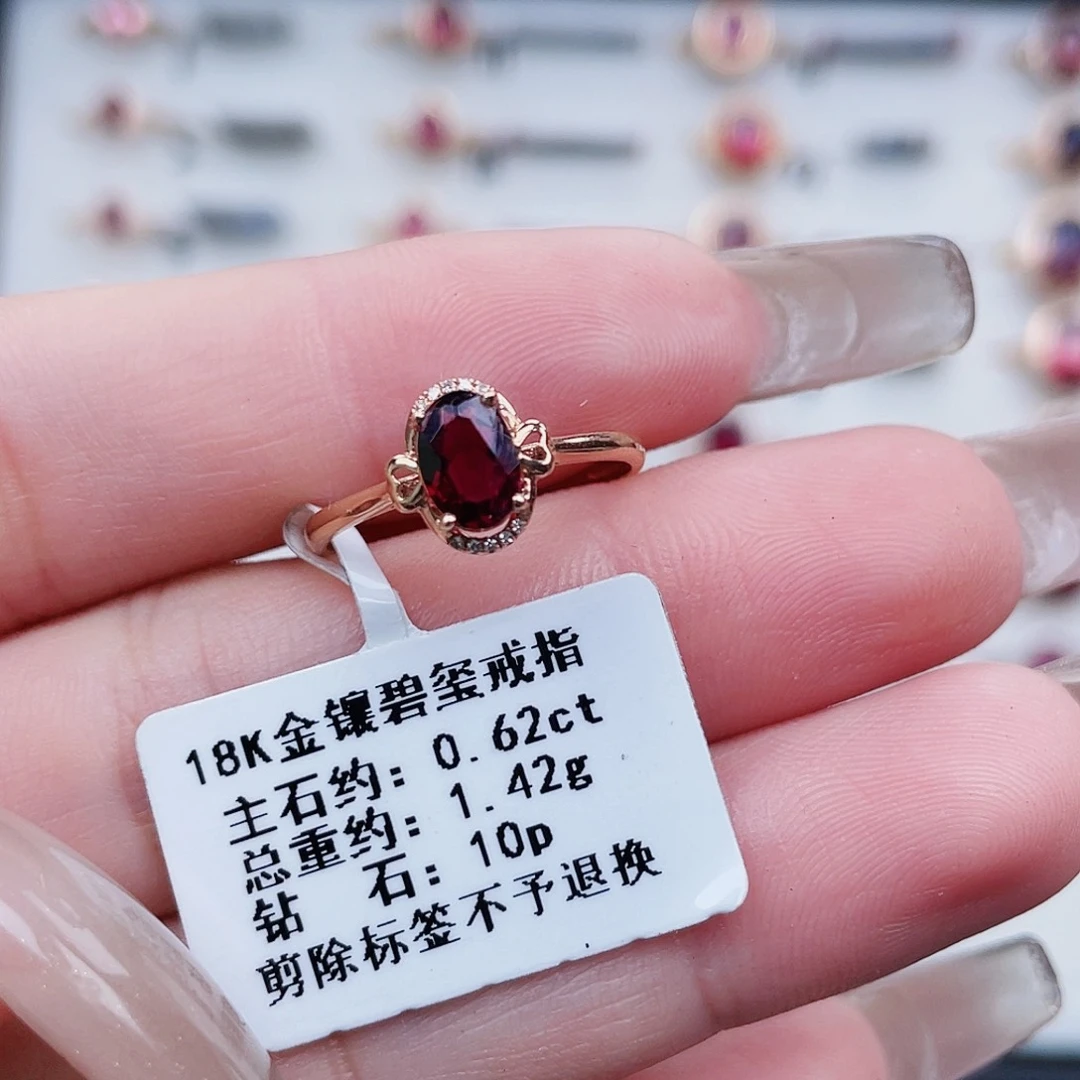 18K金镶碧玺戒指
主石约: 0.62ct
总重约: 1.42g
钻 石: 10p
剪除标签不予退换